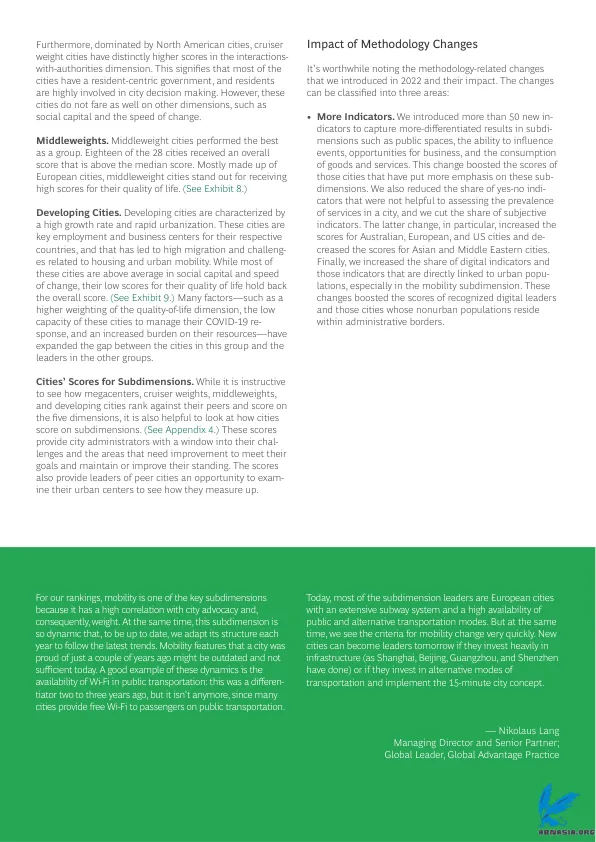 Furthermore, dominated by North American cities, cruiser
weight cities have distinctly higher scores in the interactions-
with-authorities dimension. This signifies that most of the
cities have a resident-centric government, and residents
are highly involved in city decision making. However, these
cities do not fare as well on other dimensions, such as
social capital and the speed of change.
Middleweights. Middleweight cities performed the best
as a group. Eighteen of the 28 cities received an overall
score that is above the median score. Mostly made up of
European cities, middleweight cities stand out for receiving
high scores for their quality of life. (See Exhibit 8.)
Developing Cities. Developing cities are characterized by
a high growth rate and rapid urbanization. These cities are
key employment and business centers for their respective
countries, and that has led to high migration and challeng-
es related to housing and urban mobility. While most of
these cities are above average in social capital and speed
of change, their low scores for their quality of life hold back
the overall score. (See Exhibit 9.) Many factors—such as a
higher weighting of the quality-of-life dimension, the low
capacity of these cities to manage their COVID-19 re-
sponse, and an increased burden on their resources—have
expanded the gap between the cities in this group and the
leaders in the other groups.
Cities' Scores for Subdimensions. While it is instructive
to see how megacenters, cruiser weights, middleweights,
and developing cities rank against their peers and score on
the five dimensions, it is also helpful to look at how cities
score on subdimensions. (See Appendix 4.) These scores
provide city administrators with a window into their chal-
lenges and the areas that need improvement to meet their
goals and maintain or improve their standing. The scores
also provide leaders of peer cities an opportunity to exam-
ine their urban centers to see how they measure up.
Impact of Methodology Changes
It's worthwhile noting the methodology-related changes
that we introduced in 2022 and their impact. The changes
can be classified into three areas:
• More Indicators. We introduced more than 50 new in-
dicators to capture more-differentiated results in subdi-
mensions such as public spaces, the ability to influence
events, opportunities for business, and the consumption
of goods and services. This change boosted the scores of
those cities that have put more emphasis on these sub-
dimensions. We also reduced the share of yes-no indi-
cators that were not helpful to assessing the prevalence
of services in a city, and we cut the share of subjective
indicators. The latter change, in particular, increased the
scores for Australian, European, and US cities and de-
creased the scores for Asian and Middle Eastern cities.
Finally, we increased the share of digital indicators and
those indicators that are directly linked to urban popu-
lations, especially in the mobility subdimension. These
changes boosted the scores of recognized digital leaders
and those cities whose nonurban populations reside
within administrative borders.
For our rankings, mobility is one of the key subdimensions
because it has a high correlation with city advocacy and,
consequently, weight. At the same time, this subdimension is
so dynamic that, to be up to date, we adapt its structure each
year to follow the latest trends. Mobility features that a city was
proud of just a couple of years ago might be outdated and not
sufficient today. A good example of these dynamics is the
availability of Wi-Fi in public transportation: this was a differen-
tiator two to three years ago, but it isn't anymore, since many
cities provide free Wi-Fi to passengers on public transportation.
Today, most of the subdimension leaders are European cities
with an extensive subway system and a high availability of
public and alternative transportation modes. But at the same
time, we see the criteria for mobility change very quickly. New
cities can become leaders tomorrow if they invest heavily in
infrastructure (as Shanghai, Beijing, Guangzhou, and Shenzhen
have done) or if they invest in alternative modes of
transportation and implement the 15-minute city concept.
— Nikolaus Lang
Managing Director and Senior Partner;
Global Leader, Global Advantage Practice
ABNASIA.ORG